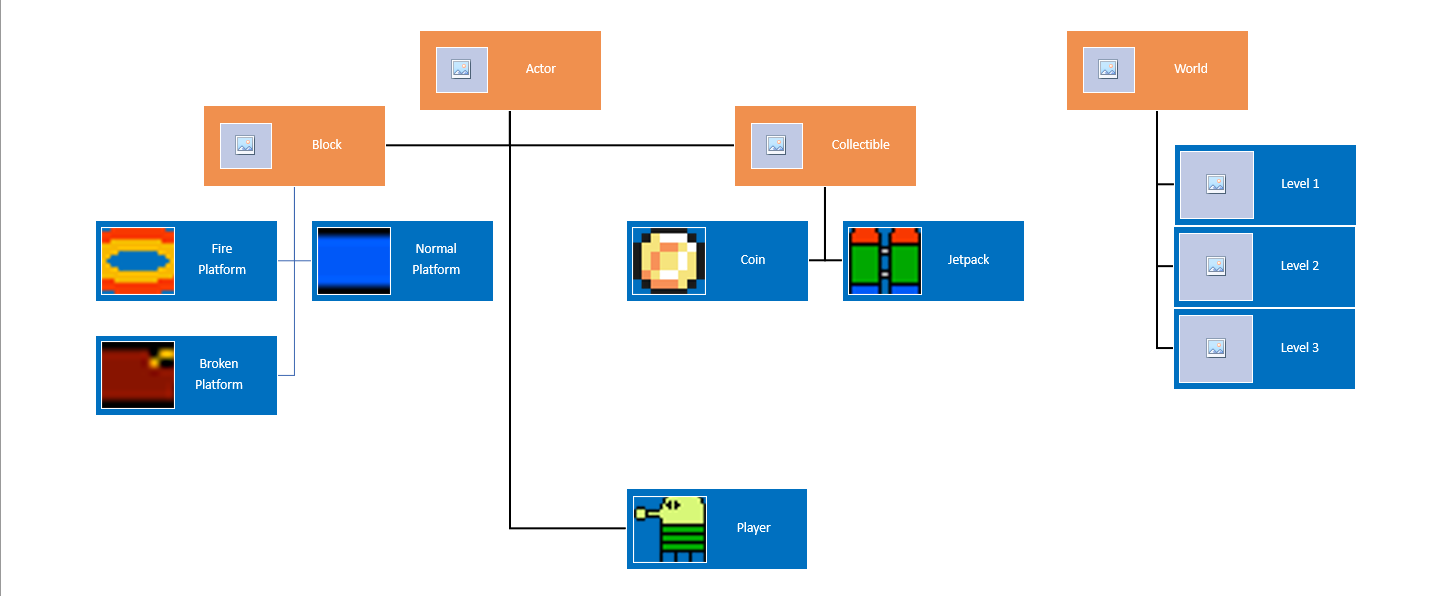 Actor
World
Block
Collectible
Level 1
Fire
Platform
Normal
Platform
Coin
Jetpack
Level 2
Level 3
Broken
Platform
Player